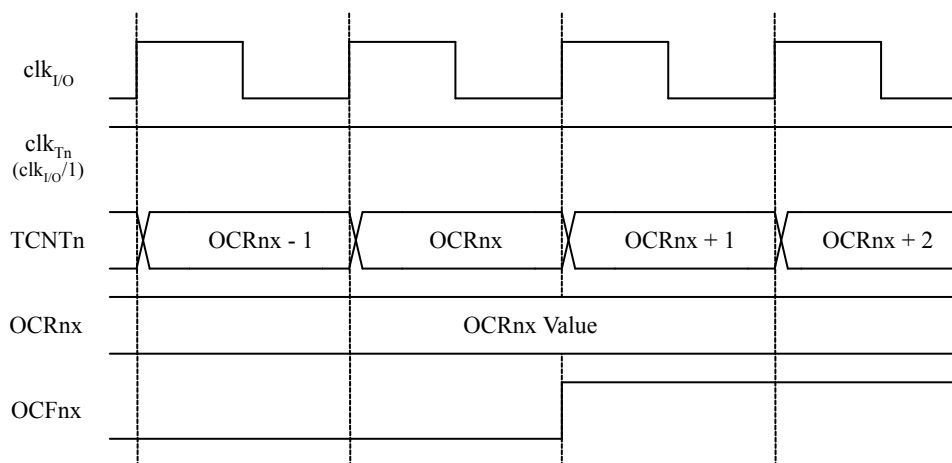 clkI/O
clkTn
(clkI/O/1)
TCNTn OCRnx - 1 OCRnx OCRnx + 1 OCRnx + 2
OCRnx OCRnx Value
OCFnx